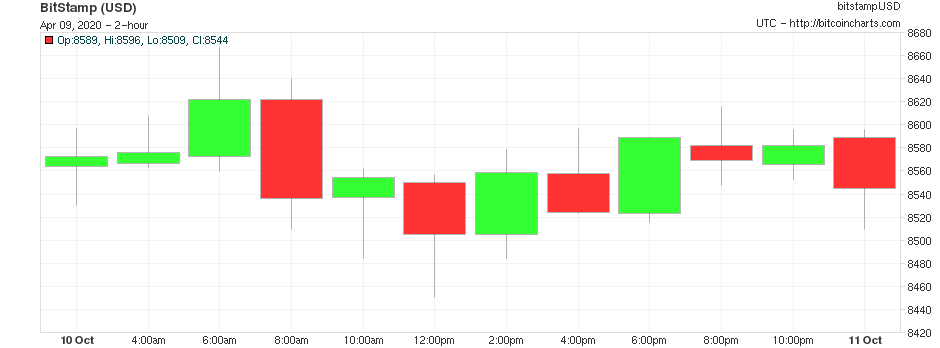 BitStamp (USD)
bitstampUSD
Apr 09, 2020 - 2-hour
UTC - http://bitcoincharts.com
Op:8589, Hi:8596, Lo:8509, Cl:8544
8680
8660
8640
8620
8600
8580
8560
8540
8520
8500
8480
8460
8440
8420
10 Oct 4:00am 6:00am 8:00am 10:00am 12:00pm 2:00pm 4:00pm 6:00pm 8:00pm 10:00pm 11 Oct